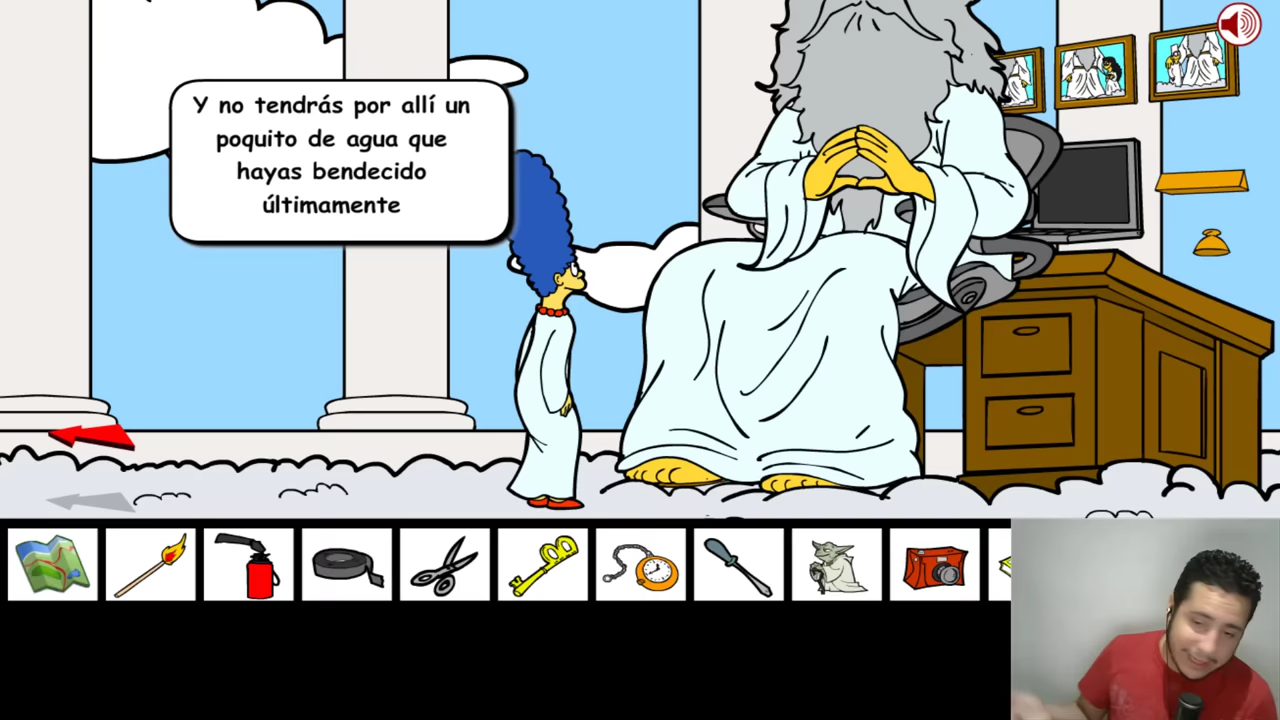 Y no tendrás por allí un
poquito de agua que
hayas bendecido
últimamente